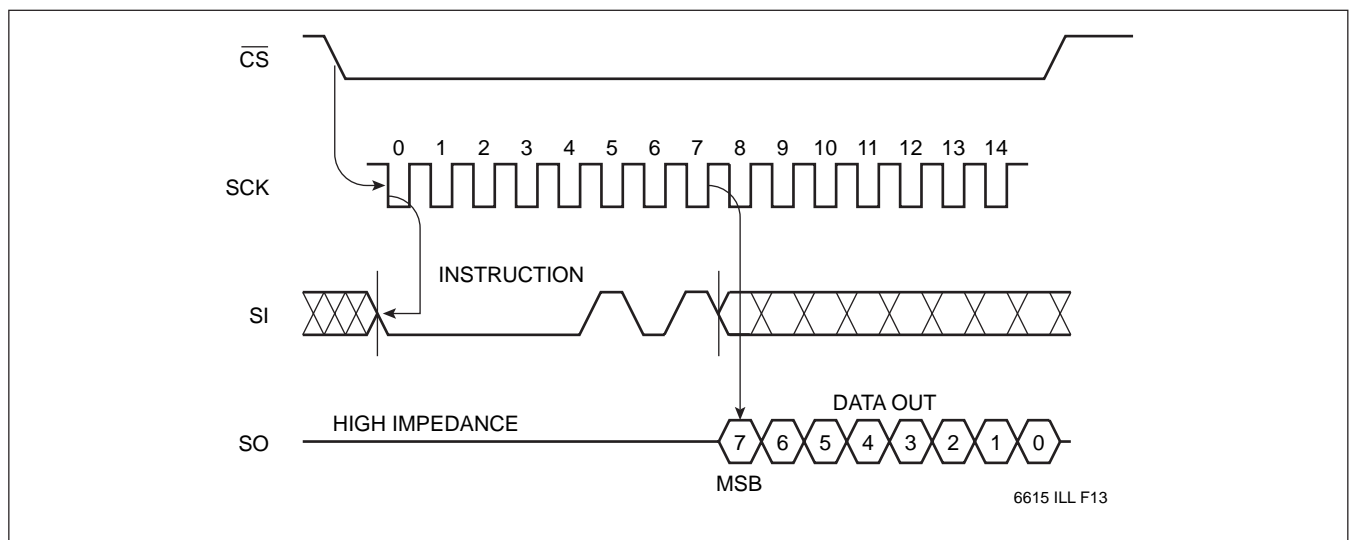 C̅S̅
0 1 2 3 4 5 6 7 8 9 10 11 12 13 14
SCK
INSTRUCTION
SI
HIGH IMPEDANCE
DATA OUT
SO
7 6 5 4 3 2 1 0
MSB
6615 ILL F13